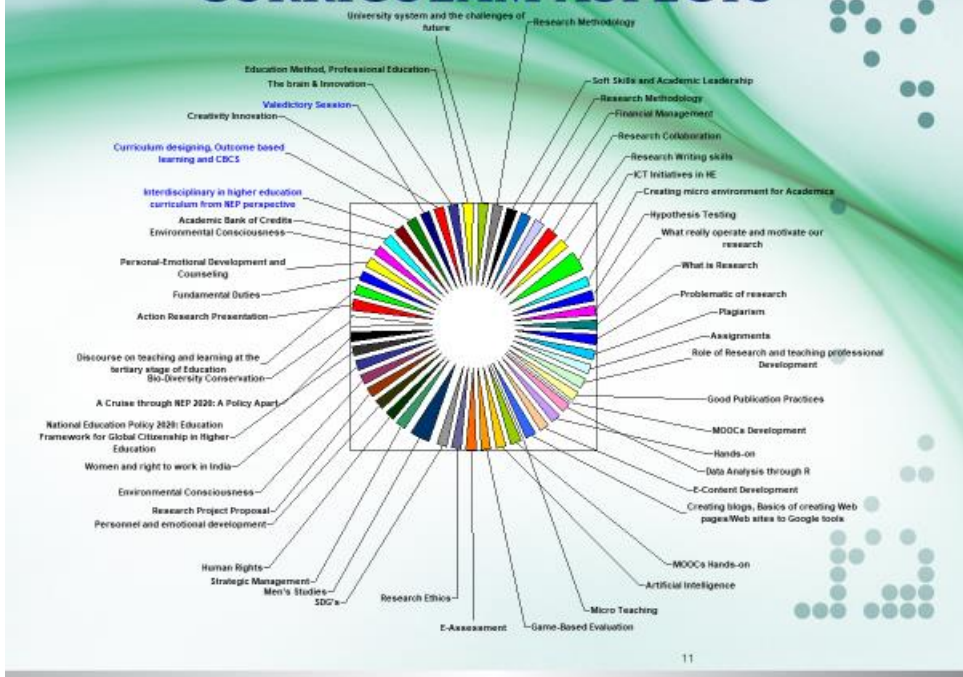 CURRICULAM ASPECTS
University system and the challenges of
future
Research Methodology
Education Method, Professional Education
The brain & Innovation
Valedictory Session
Creativity Innovation
Curriculum designing, Outcome based
learning and CBCS
Interdisciplinary in higher education
curriculum from NEP perspective
Academic Bank of Credits
Environmental Consciousness
Personal-Emotional Development and
Counseling
Fundamental Duties
Action Research Presentation
Discourse on teaching and learning at the
tertiary stage of Education
Bio-Diversity Conservation
A Cruise through NEP 2020: A Policy Apart
National Education Policy 2020: Education
Framework for Global Citizenship in Higher
Education
Women and right to work in India
Environmental Consciousness
Research Project Proposal
Personnel and emotional development
Human Rights
Strategic Management
Men's Studies
SDG's
Research Ethics
E-Assessment
Soft Skills and Academic Leadership
Research Methodology
Financial Management
Research Collaboration
Research Writing skills
ICT Initiatives in HE
Creating micro environment for Academics
Hypothesis Testing
What really operate and motivate our
research
What is Research
Problematic of research
Plagiarism
Assignments
Role of Research and teaching professional
Development
Good Publication Practices
MOOCs Development
Hands-on
Data Analysis through R
E-Content Development
Creating blogs, Basics of creating Web
pages/Web sites to Google tools
MOOCs Hands-on
Artificial Intelligence
Micro Teaching
Game-Based Evaluation
11